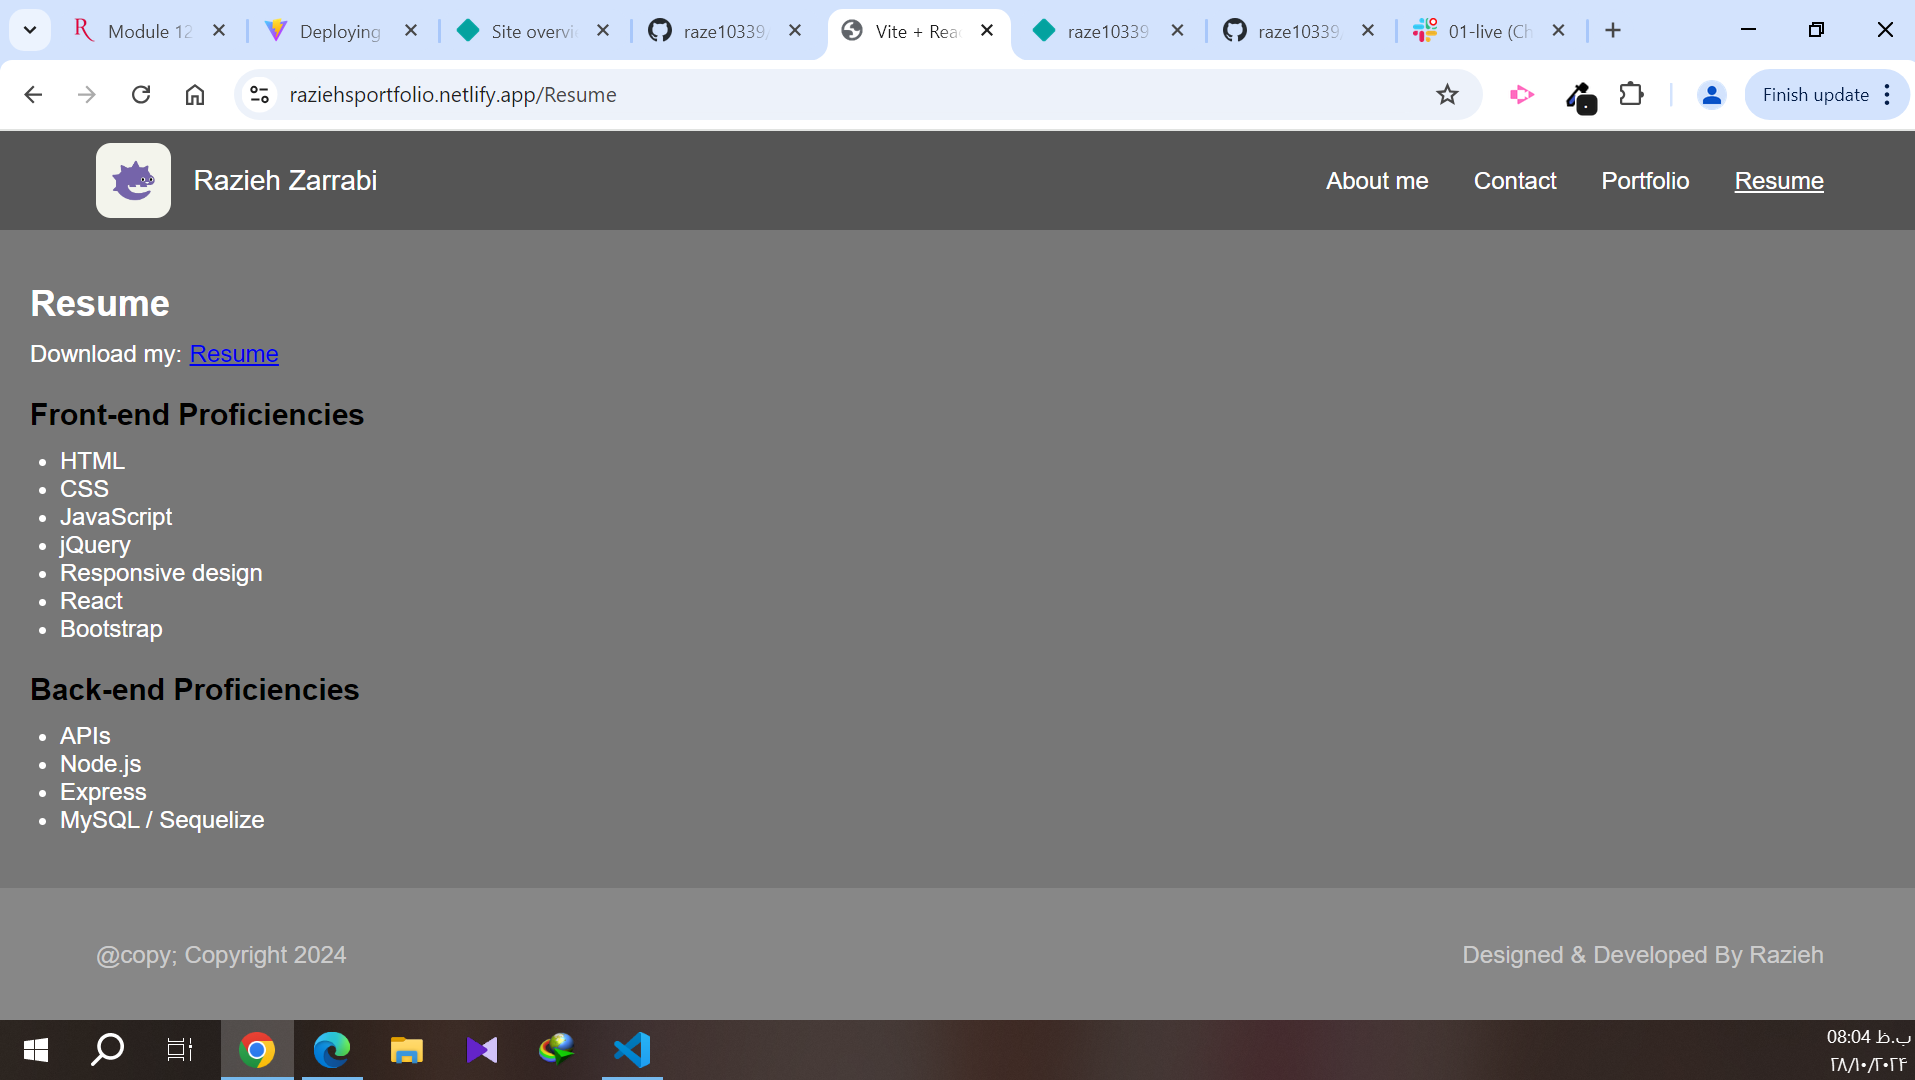 Module 12
Deploying
Site overvi
raze10339/
Vite + Rea
raze10339
raze10339/
01-live (Ch
raziehsportfolio.netlify.app/Resume
Finish update
Razieh Zarrabi
About me
Contact
Portfolio
Resume
Resume
Download my: Resume
Front-end Proficiencies
• HTML
• CSS
• JavaScript
• jQuery
• Responsive design
• React
• Bootstrap
Back-end Proficiencies
• APIs
• Node.js
• Express
• MySQL / Sequelize
@copy; Copyright 2024
Designed & Developed By Razieh
08:04 ب.ظ
۲۸/۱۰/۲۰۲۴